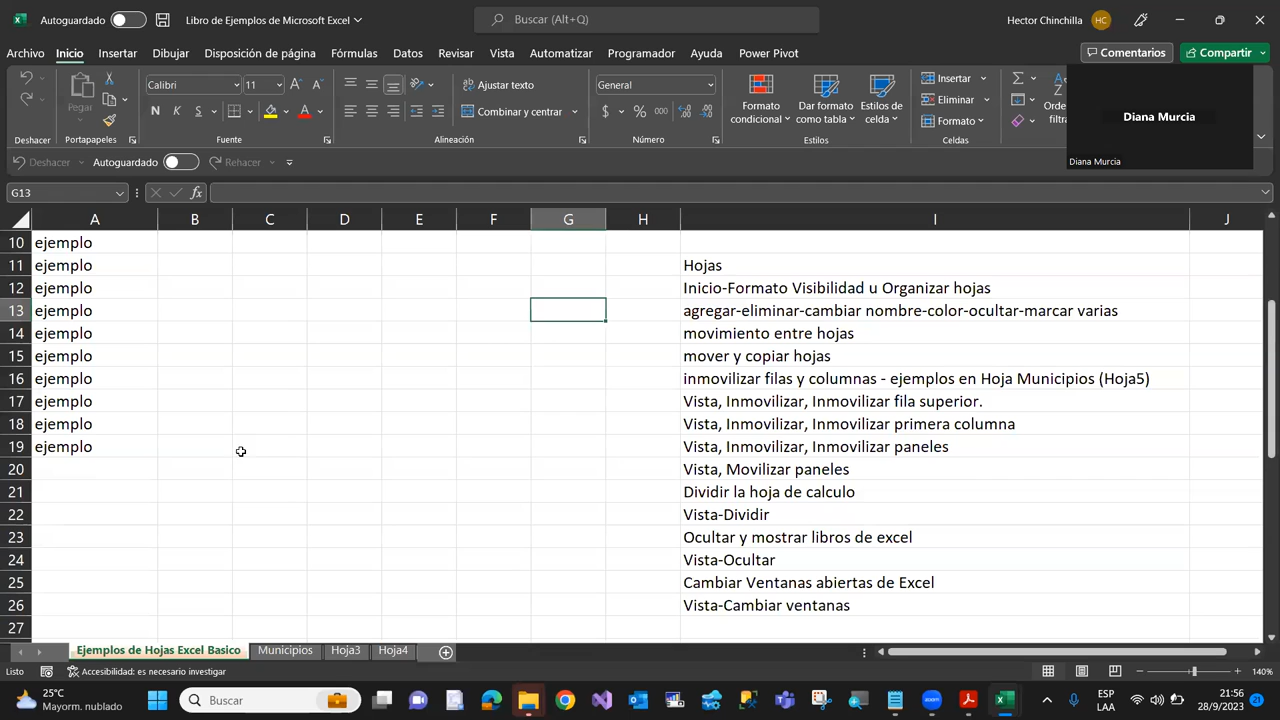 Autoguardado
Libro de Ejemplos de Microsoft Excel
Buscar (Alt+Q)
Hector Chinchilla HC
Archivo Inicio Insertar Dibujar Disposición de página Fórmulas Datos Revisar Vista Automatizar Programador Ayuda Power Pivot Comentarios Compartir
Pegar
Calibri 11
N K S
Ajustar texto
Combinar y centrar
General
$ % 000
Formato condicional
Dar formato como tabla
Estilos de celda
Insertar
Eliminar
Formato
Orde
filtra
Deshacer Portapapeles Fuente Alineación Número Estilos Celdas
Diana Murcia
Diana Murcia
Deshacer Autoguardado Rehacer
G13 fx
A B C D E F G H I J
10 ejemplo
11 ejemplo Hojas
12 ejemplo Inicio-Formato Visibilidad u Organizar hojas
13 ejemplo agregar-eliminar-cambiar nombre-color-ocultar-marcar varias
14 ejemplo movimiento entre hojas
15 ejemplo mover y copiar hojas
16 ejemplo inmovilizar filas y columnas - ejemplos en Hoja Municipios (Hoja5)
17 ejemplo Vista, Inmovilizar, Inmovilizar fila superior.
18 ejemplo Vista, Inmovilizar, Inmovilizar primera columna
19 ejemplo Vista, Inmovilizar, Inmovilizar paneles
20 Vista, Movilizar paneles
21 Dividir la hoja de calculo
22 Vista-Dividir
23 Ocultar y mostrar libros de excel
24 Vista-Ocultar
25 Cambiar Ventanas abiertas de Excel
26 Vista-Cambiar ventanas
27
Ejemplos de Hojas Excel Basico Municipios Hoja3 Hoja4
Listo Accesibilidad: es necesario investigar 140%
25°C
Mayorm. nublado
Buscar
ESP
LAA
21:56
28/9/2023